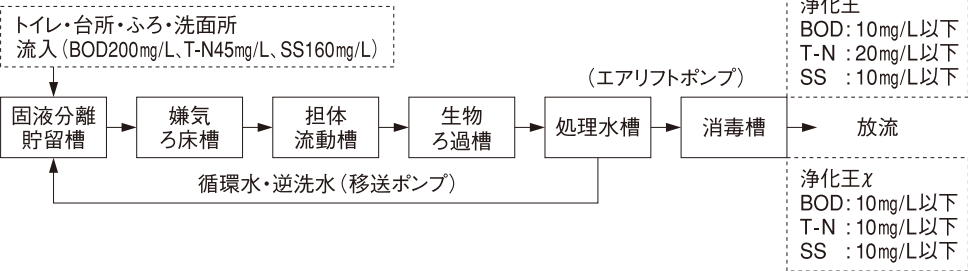 トイレ・台所・ふろ・洗面所
流入(BOD200mg/L、T-N45mg/L、SS160mg/L)
固液分離
貯留槽
嫌気
ろ床槽
担体
流動槽
生物
ろ過槽
処理水槽
(エアリフトポンプ)
消毒槽
放流
循環水・逆洗水(移送ポンプ)
浄化王
BOD:10mg/L以下
T-N :20mg/L以下
SS :10mg/L以下
浄化王χ
BOD:10mg/L以下
T-N :10mg/L以下
SS :10mg/L以下